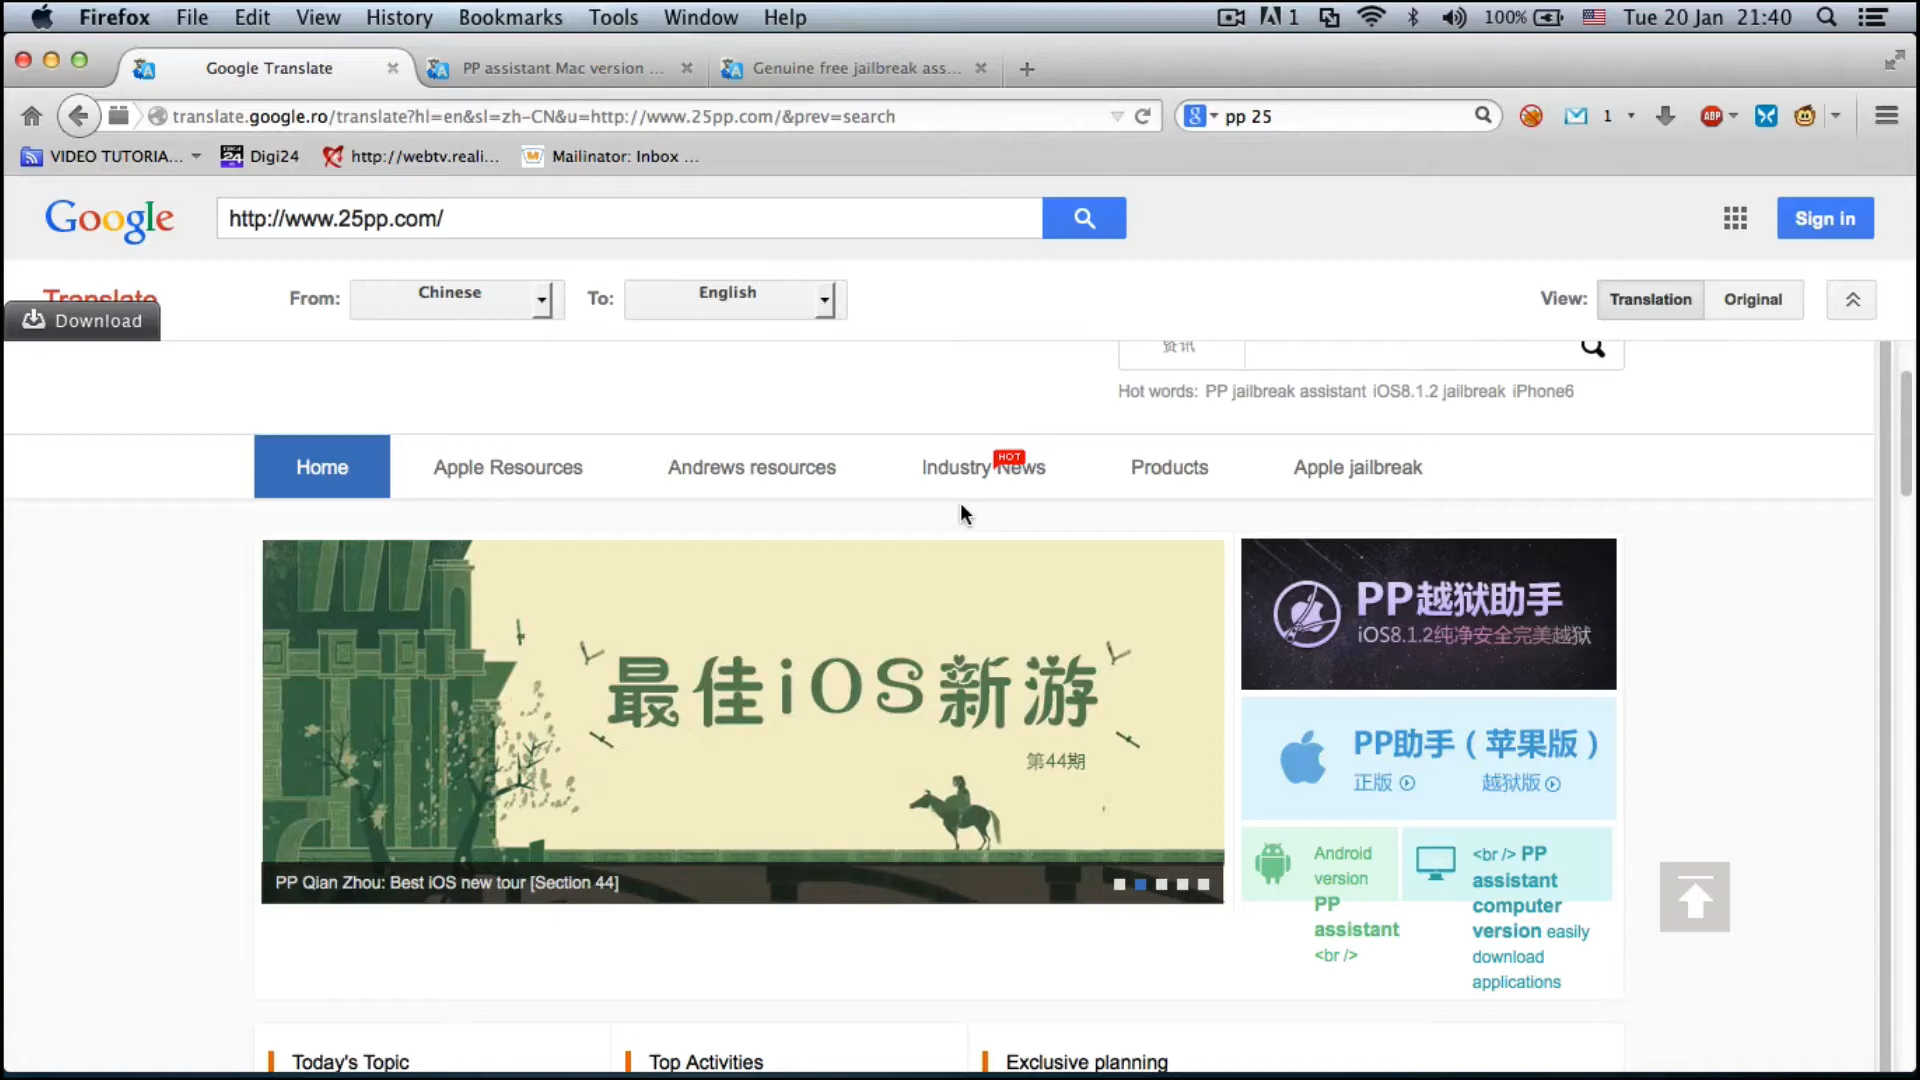 Firefox File Edit View History Bookmarks Tools Window Help 1 100% Tue 20 Jan 21:40
Google Translate PP assistant Mac version ... Genuine free jailbreak ass...
translate.google.ro/translate?hl=en&sl=zh-CN&u=http://www.25pp.com/&prev=search pp 25 1 ABP
VIDEO TUTORIA... Digi24 http://webtv.reali... Mailinator: Inbox ...
Google http://www.25pp.com/ Sign in
Translate From: Chinese To: English View: Translation Original
Download
资讯
Hot words: PP jailbreak assistant iOS8.1.2 jailbreak iPhone6
Home Apple Resources Andrews resources Industry News HOT Products Apple jailbreak
最佳iOS新游
第44期
PP Qian Zhou: Best iOS new tour [Section 44]
PP越狱助手
iOS8.1.2纯净安全完美越狱
PP助手（苹果版）
正版 越狱版
Android
version
PP
assistant
<br />
<br /> PP
assistant
computer
version easily
download
applications
Today's Topic Top Activities Exclusive planning